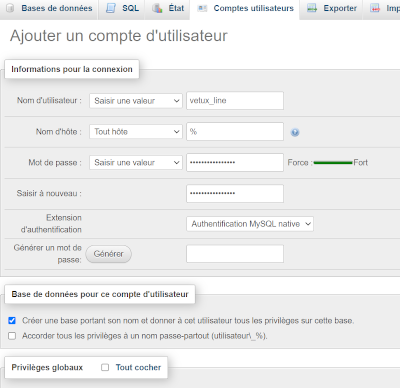 Bases de données SQL État Comptes utilisateurs Exporter Imp
Ajouter un compte d'utilisateur
Informations pour la connexion
Nom d'utilisateur : Saisir une valeur vetux_line
Nom d'hôte : Tout hôte %
Mot de passe : Saisir une valeur •••••••••••••••• Force : Fort
Saisir à nouveau : ••••••••••••••••
Extension
d'authentification Authentification MySQL native
Générer un mot de
passe: Générer
Base de données pour ce compte d'utilisateur
Créer une base portant son nom et donner à cet utilisateur tous les privilèges sur cette base.
Accorder tous les privilèges à un nom passe-partout (utilisateur\_%).
Privilèges globaux Tout cocher